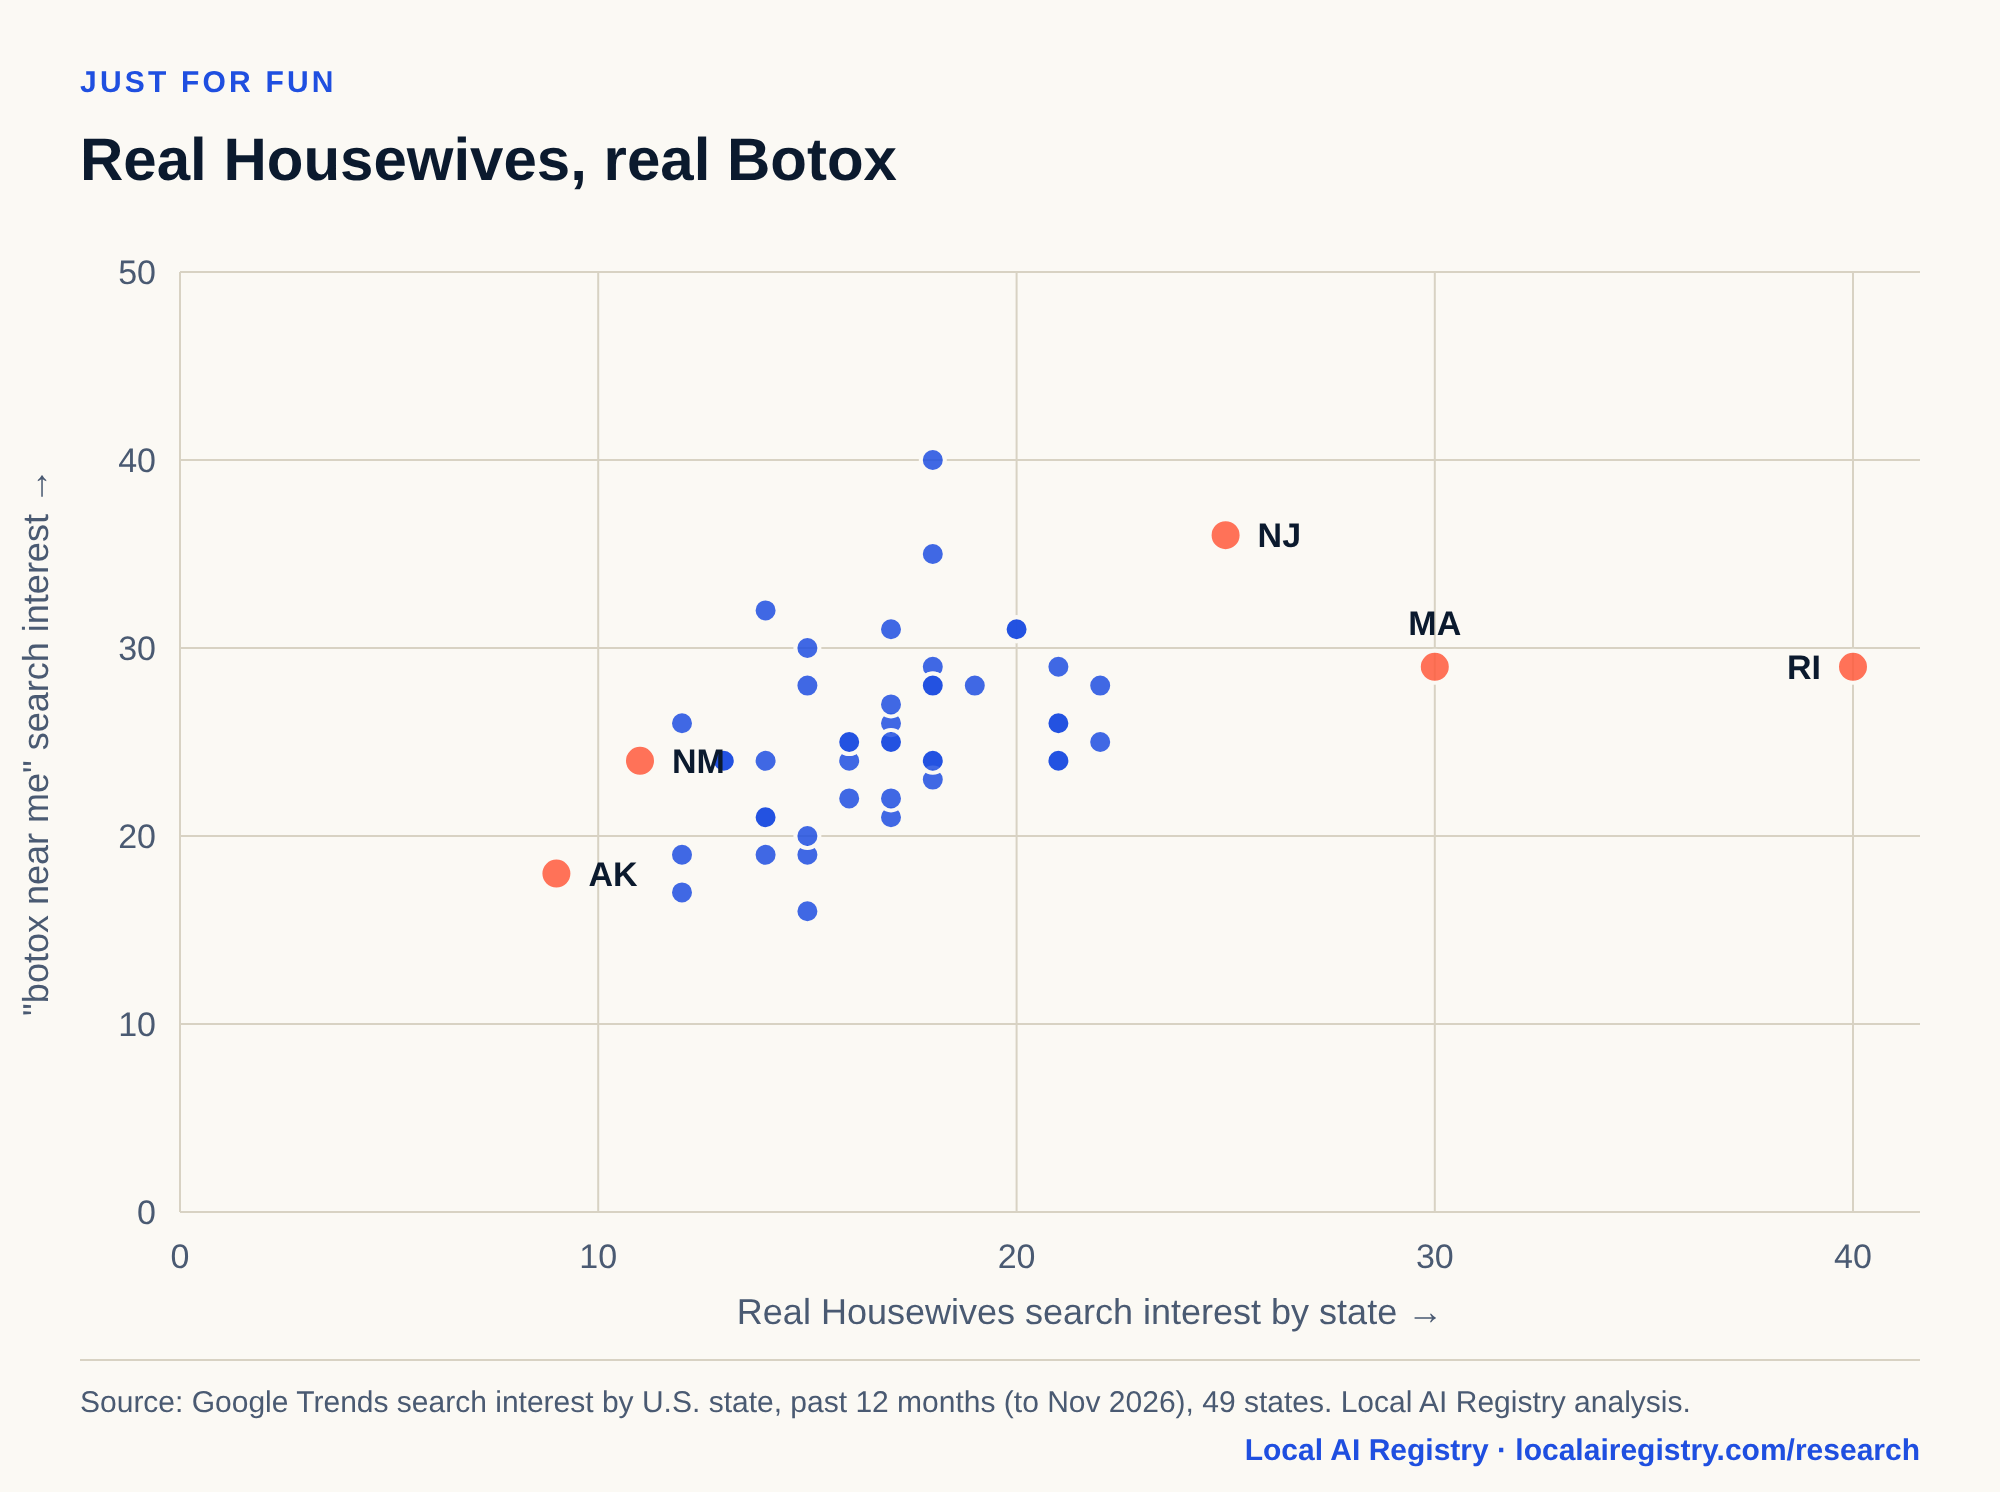 JUST FOR FUN
Real Housewives, real Botox
50
40
30
20
10
0
"botox near me" search interest →
NJ
MA
RI
NM
AK
0 10 20 30 40
Real Housewives search interest by state →
Source: Google Trends search interest by U.S. state, past 12 months (to Nov 2026), 49 states. Local AI Registry analysis.
Local AI Registry · localairegistry.com/research